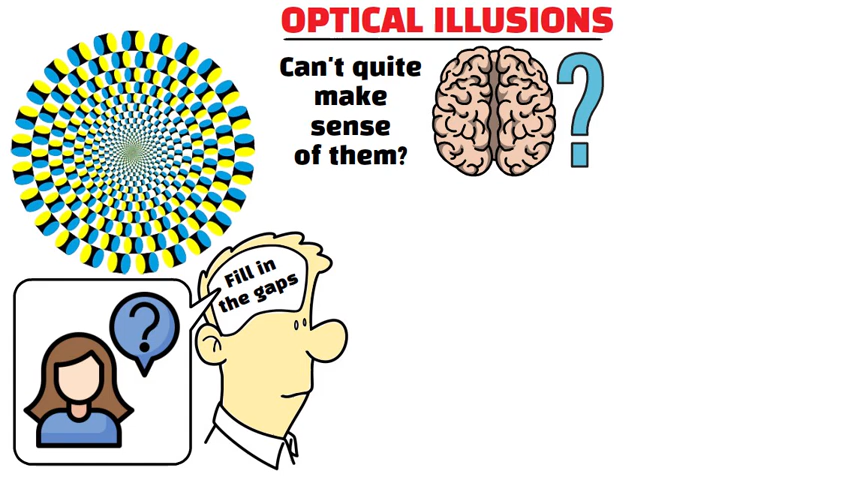 OPTICAL ILLUSIONS
Can't quite
make
sense
of them?
?
Fill in
the gaps
?